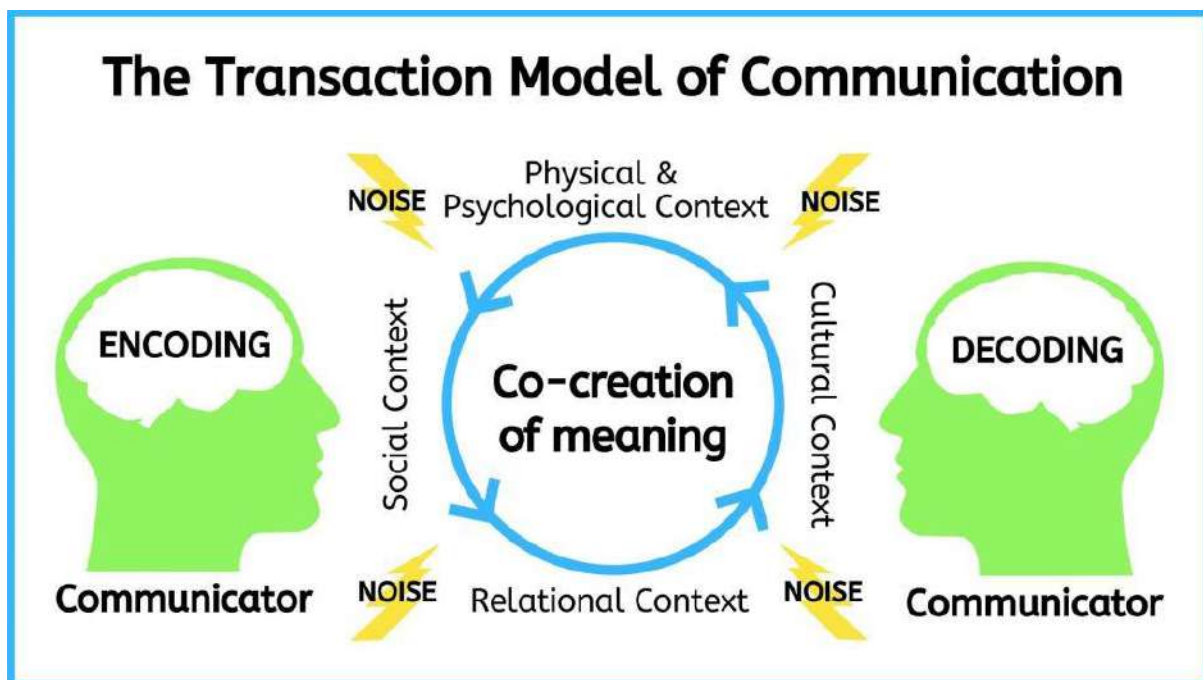 The Transaction Model of Communication
NOISE
Physical &
Psychological Context
NOISE
ENCODING
Social Context
Co-creation
of meaning
Cultural Context
DECODING
Communicator
NOISE
Relational Context
NOISE
Communicator